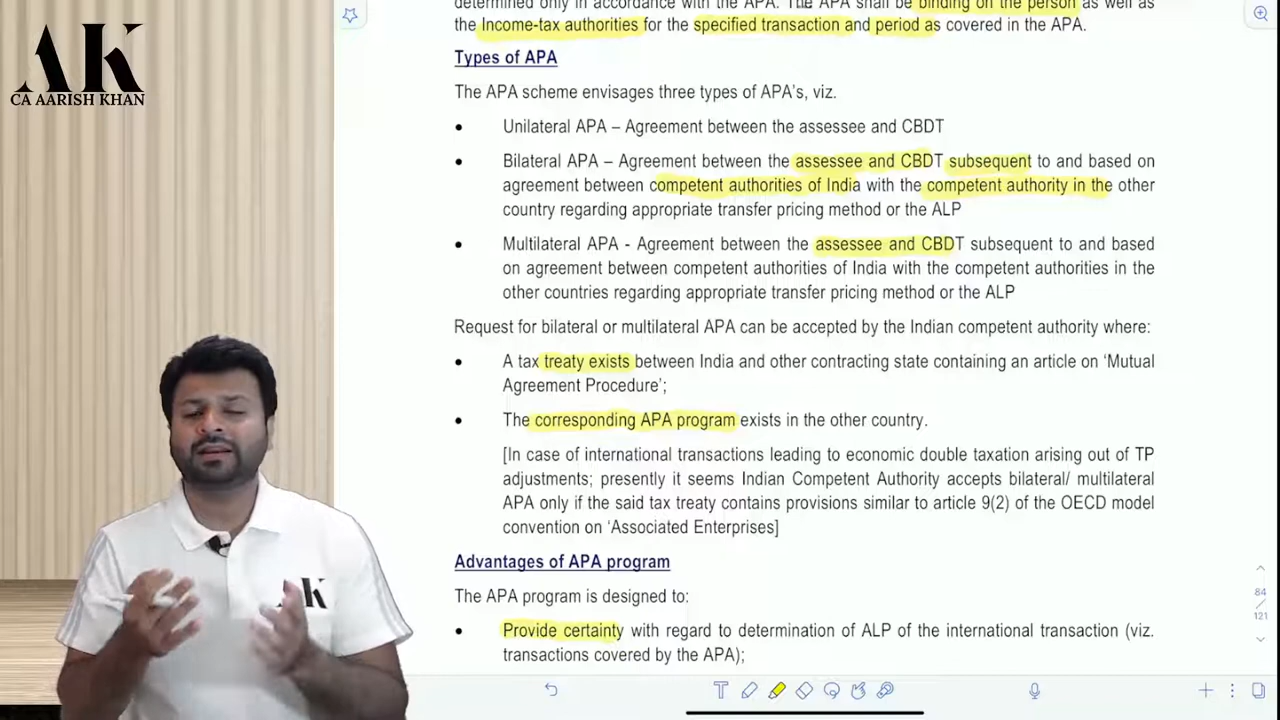 determined only in accordance with the APA. The APA shall be binding on the person as well as
the Income-tax authorities for the specified transaction and period as covered in the APA.
Types of APA
The APA scheme envisages three types of APA's, viz.
• Unilateral APA – Agreement between the assessee and CBDT
• Bilateral APA – Agreement between the assessee and CBDT subsequent to and based on
agreement between competent authorities of India with the competent authority in the other
country regarding appropriate transfer pricing method or the ALP
• Multilateral APA - Agreement between the assessee and CBDT subsequent to and based
on agreement between competent authorities of India with the competent authorities in the
other countries regarding appropriate transfer pricing method or the ALP
Request for bilateral or multilateral APA can be accepted by the Indian competent authority where:
• A tax treaty exists between India and other contracting state containing an article on 'Mutual
Agreement Procedure';
• The corresponding APA program exists in the other country.
[In case of international transactions leading to economic double taxation arising out of TP
adjustments; presently it seems Indian Competent Authority accepts bilateral/ multilateral
APA only if the said tax treaty contains provisions similar to article 9(2) of the OECD model
convention on 'Associated Enterprises]
Advantages of APA program
The APA program is designed to:
• Provide certainty with regard to determination of ALP of the international transaction (viz.
transactions covered by the APA);
AK
CA AARISH KHAN
AK
84
121
T